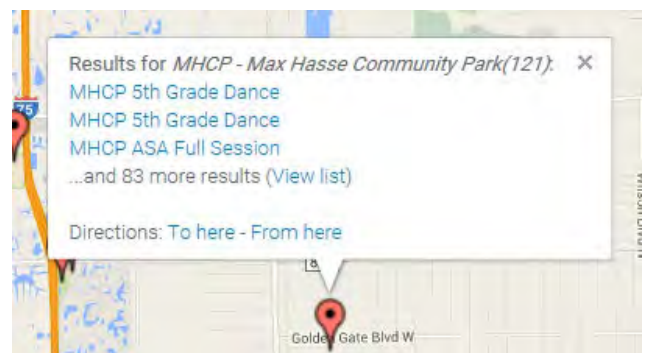 Results for MHCP - Max Hasse Community Park(121):
MHCP 5th Grade Dance
MHCP 5th Grade Dance
MHCP ASA Full Session
...and 83 more results (View list)
Directions: To here - From here
75
8
Golden Gate Blvd W